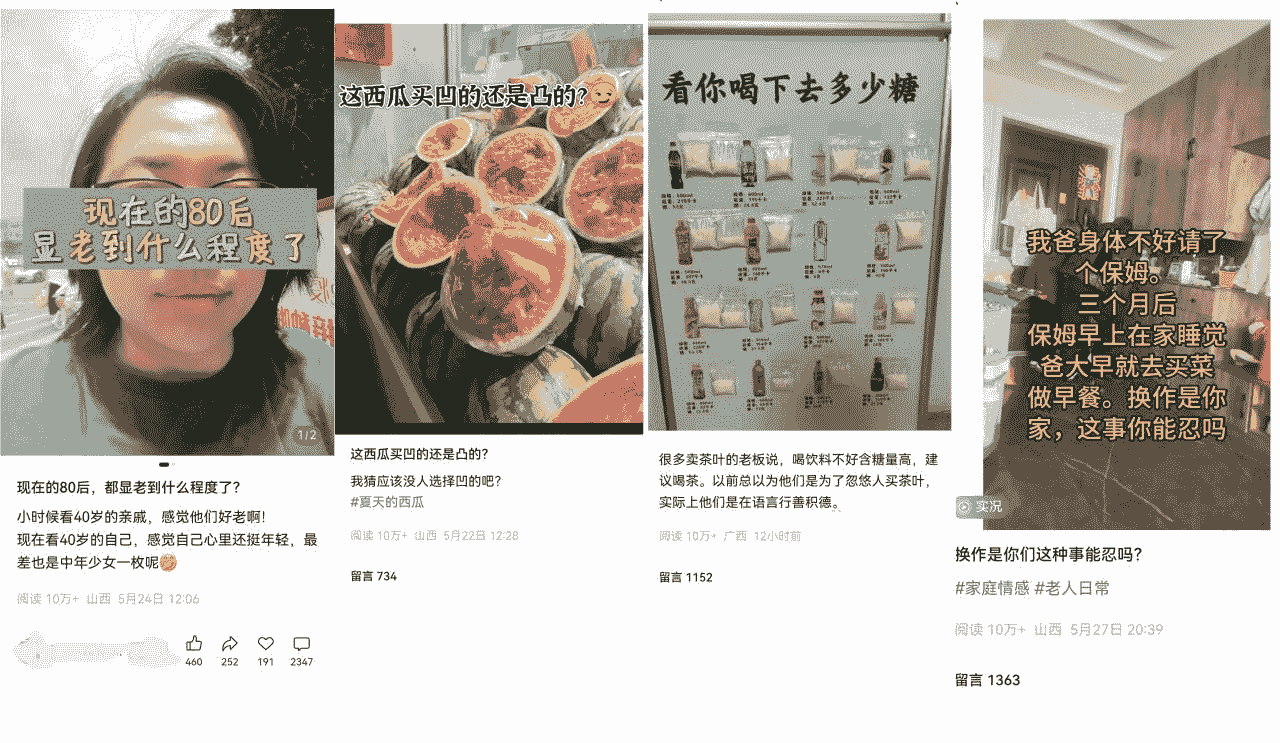 现在的80后
显老到什么程度了
1/2
现在的80后，都显老到什么程度了？
小时候看40岁的亲戚，感觉他们好老啊！
现在看40岁的自己，感觉自己心里还挺年轻，最
差也是中年少女一枚呢
阅读 10万+ 山西 5月24日 12:06
460 252 191 2347
这西瓜买凹的还是凸的？
这西瓜买凹的还是凸的？
我猜应该没人选择凹的吧？
#夏天的西瓜
阅读 10万+ 山西 5月22日 12:28
留言 734
看你喝下去多少糖
很多卖茶叶的老板说，喝饮料不好含糖量高，建
议喝茶。以前总以为他们是为了忽悠人买茶叶，
实际上他们是在语言行善积德。
阅读 10万+ 广西 12小时前
留言 1152
我爸身体不好请了
个保姆。
三个月后
保姆早上在家睡觉
爸大早就去买菜
做早餐。换作是你
家，这事你能忍吗
实况
换作是你们这种事能忍吗？
#家庭情感 #老人日常
阅读 10万+ 山西 5月27日 20:39
留言 1363